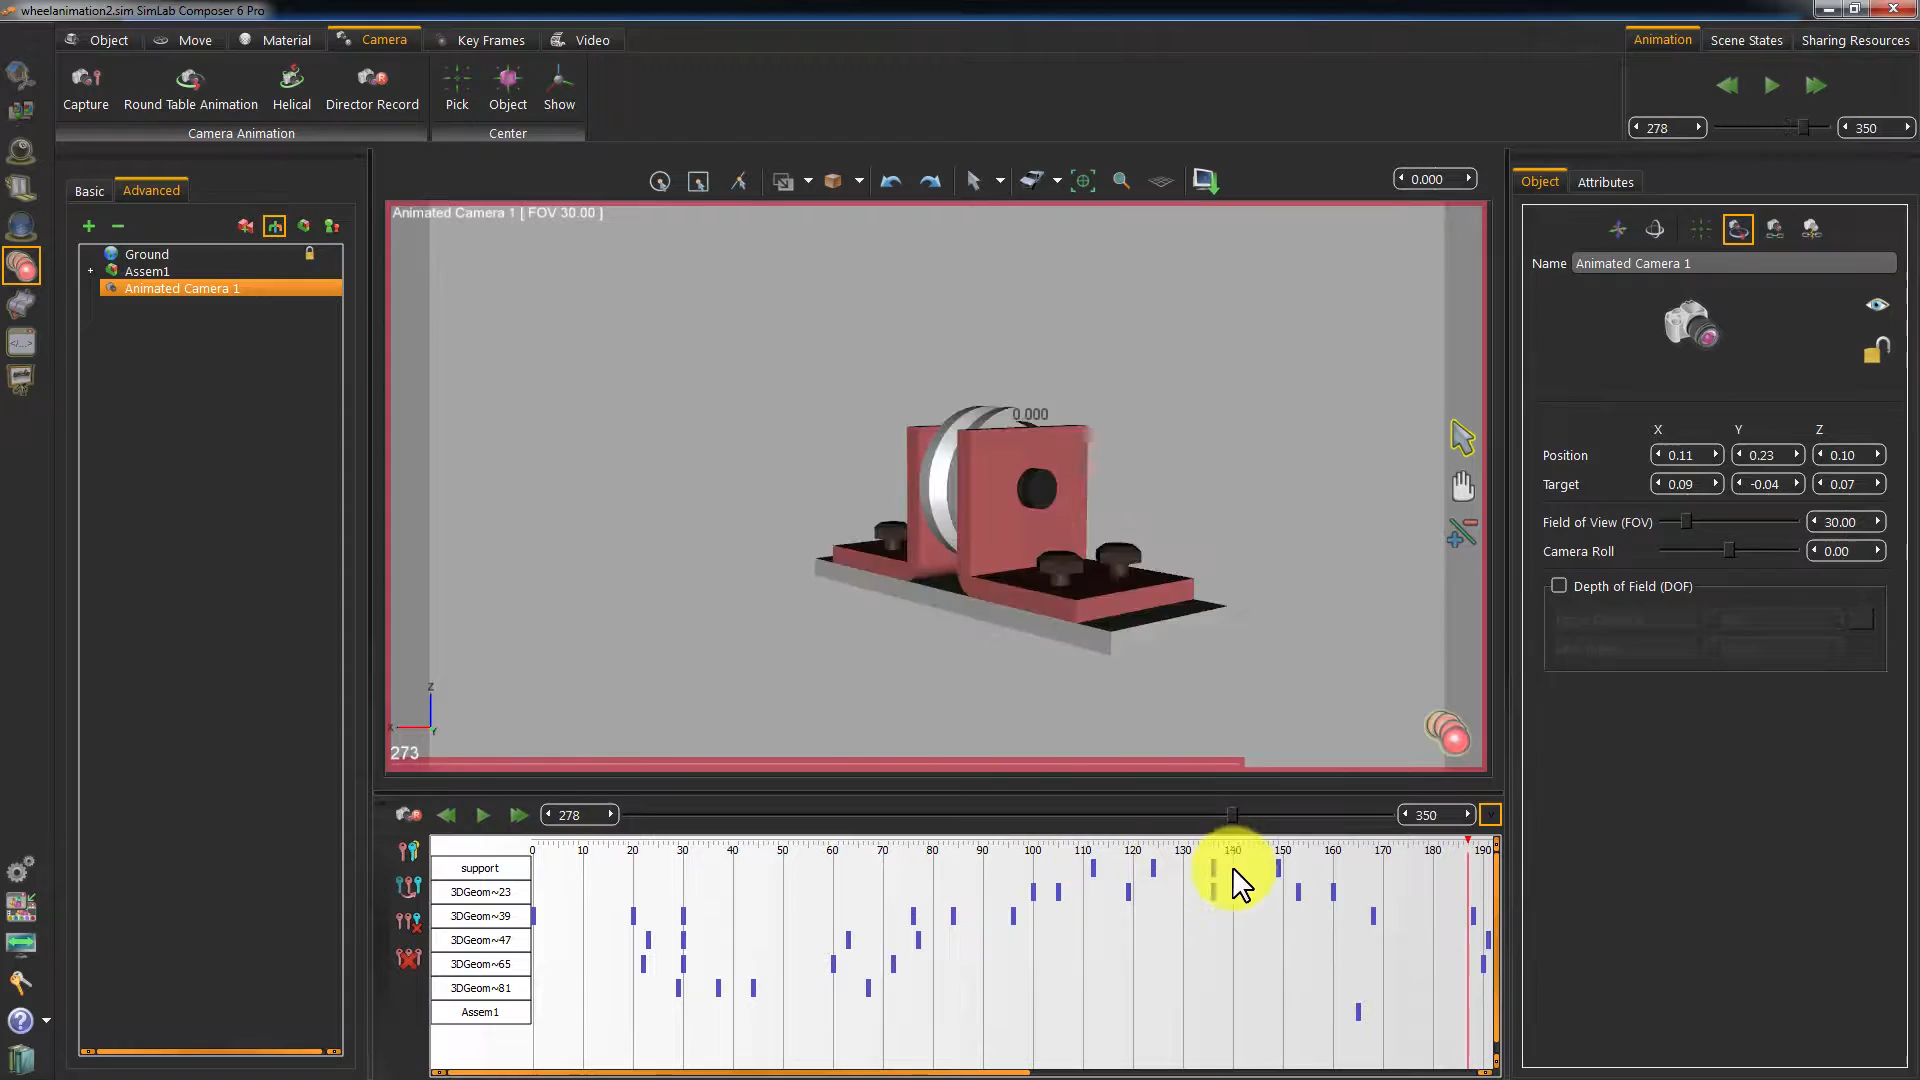 wheelanimation2.sim SimLab Composer 6 Pro
Object Move Material Camera Key Frames Video
Animation Scene States Sharing Resources
Capture Round Table Animation Helical Director Record Pick Object Show
Camera Animation Center
278 350
Basic Advanced
0.000
Object Attributes
Ground
Assem1
Animated Camera 1
Animated Camera 1 [ FOV 30.00 ]
Name Animated Camera 1
0.000
X Y Z
Position 0.11 0.23 0.10
Target 0.09 -0.04 0.07
Field of View (FOV) 30.00
Camera Roll 0.00
Depth of Field (DOF)
Z
X Y
273
278 350
0 10 20 30 40 50 60 70 80 90 100 110 120 130 140 150 160 170 180 190
support
3DGeom~23
3DGeom~39
3DGeom~47
3DGeom~65
3DGeom~81
Assem1